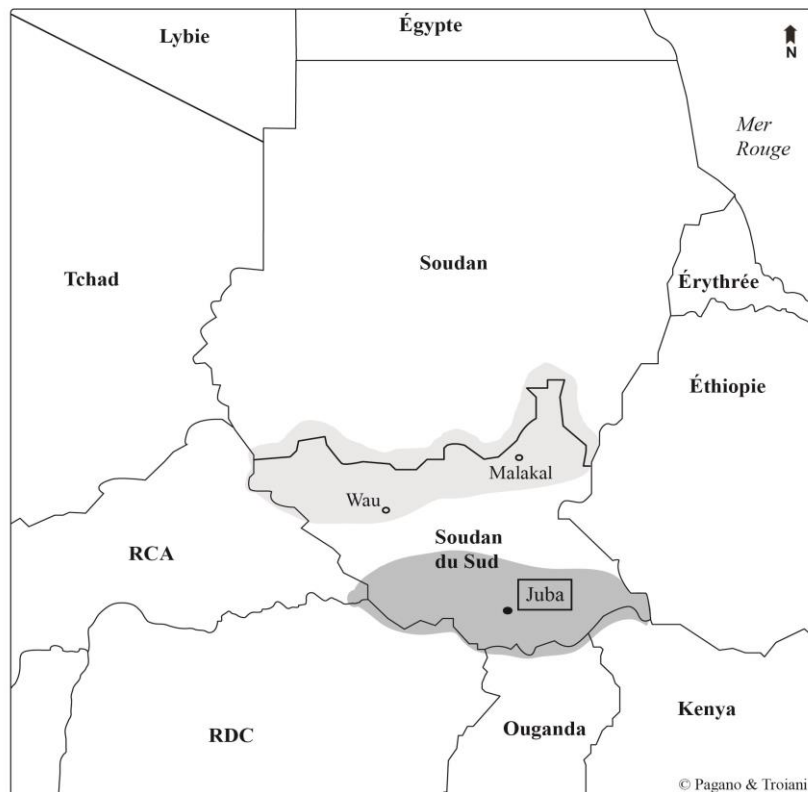 Lybie
Égypte
N
Mer
Rouge
Tchad
Soudan
Érythrée
Éthiopie
Malakal
Wau
RCA
Soudan
du Sud
Juba
RDC
Ouganda
Kenya
© Pagano & Troiani